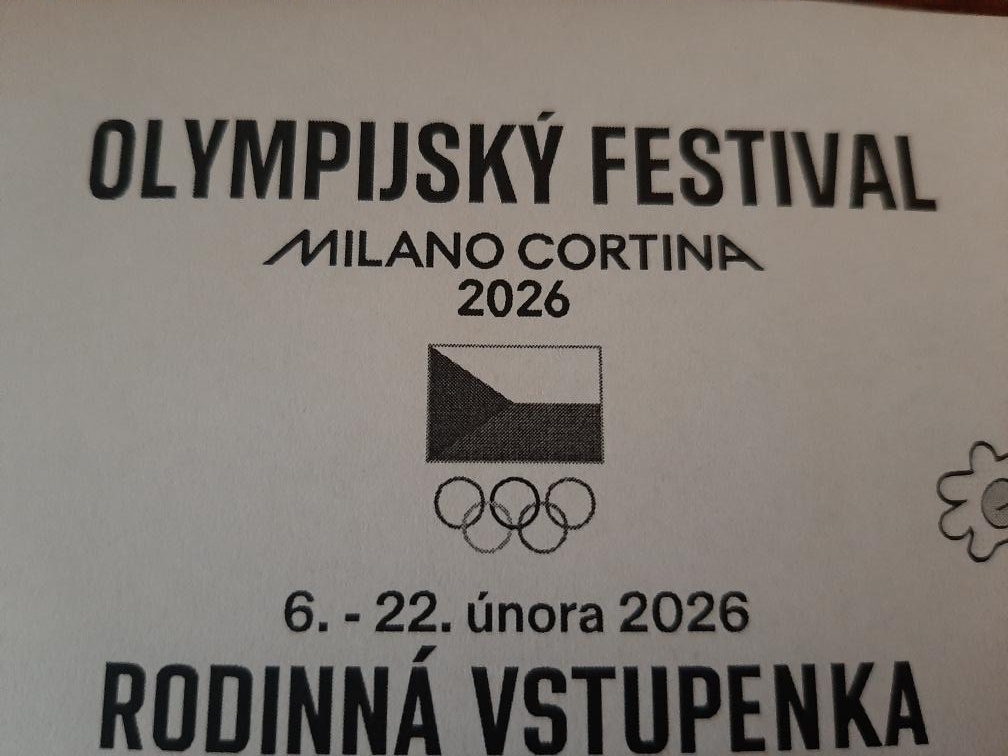 OLYMPIJSKÝ FESTIVAL
MILANO CORTINA
2026
6. - 22. února 2026
RODINNÁ VSTUPENKA